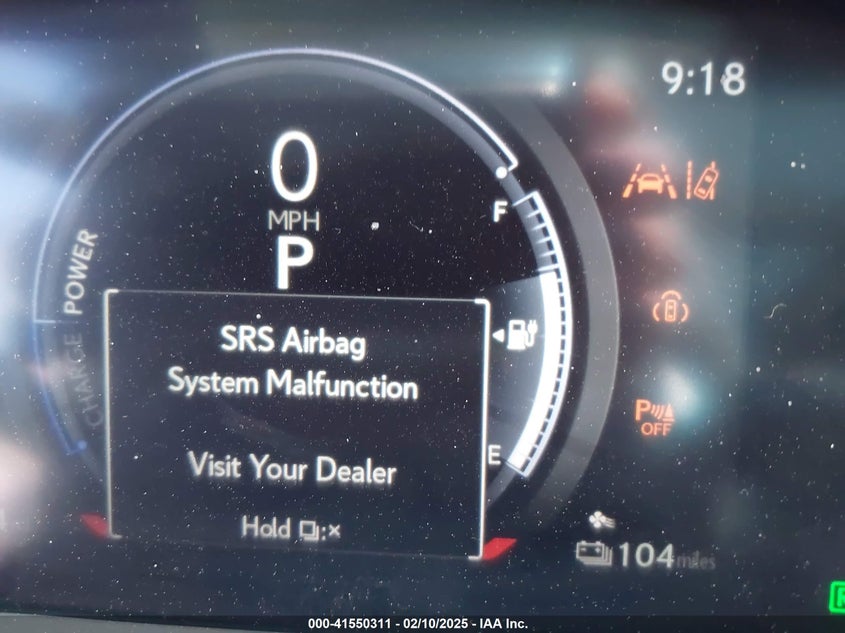 9:18
0
MPH
P
F
POWER
CHARGE
SRS Airbag
System Malfunction
Visit Your Dealer
Hold :×
E
P
OFF
104 miles
000-41550311 - 02/10/2025 - IAA Inc.